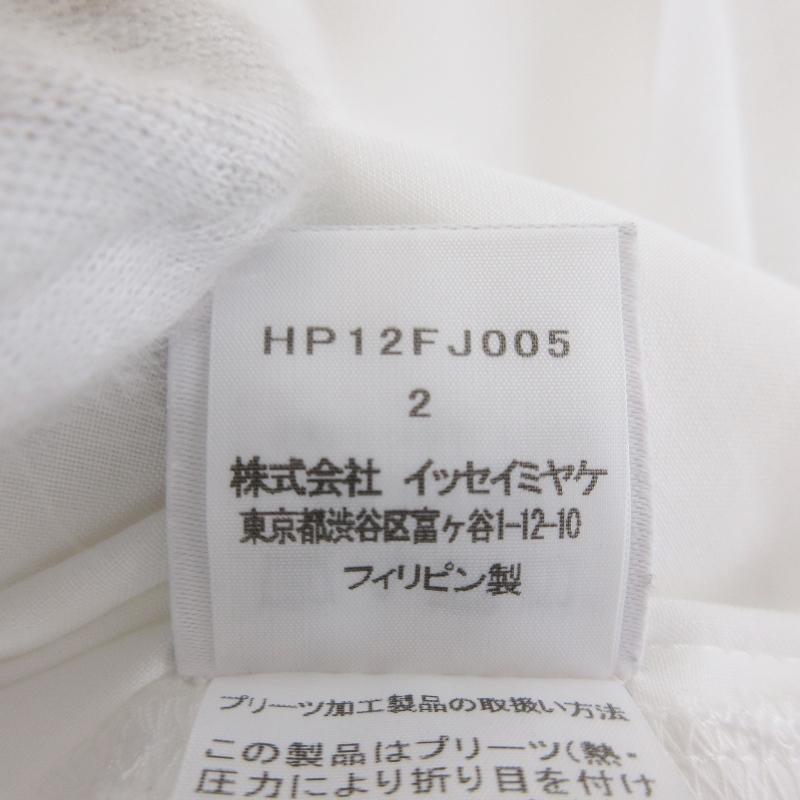 HP12FJ005
2
株式会社 イッセイミヤケ
東京都渋谷区富ヶ谷1-12-10
フィリピン製
プリーツ加工製品の取扱い方法
この製品はプリーツ(熱・
圧力により折り目を付け